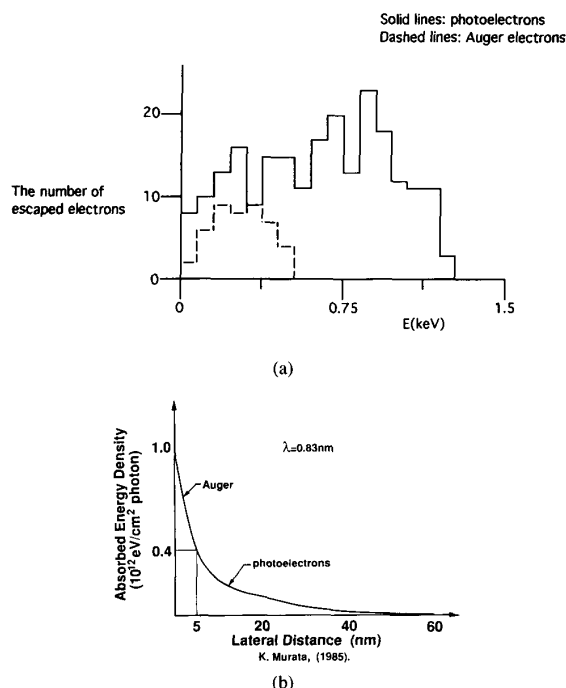 Solid lines: photoelectrons
Dashed lines: Auger electrons
20
The number of
escaped electrons
10
0
0
0.75
1.5
E(keV)
(a)
Absorbed Energy Density
(10¹² eV/cm² photon)
1.0
λ=0.83nm
Auger
0.4
photoelectrons
5
20
40
60
Lateral Distance (nm)
K. Murata, (1985).
(b)